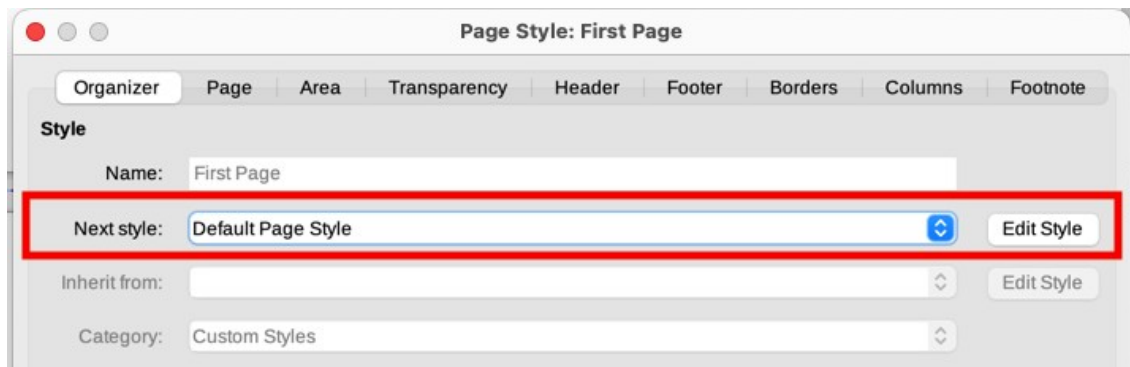 Page Style: First Page
Organizer Page Area Transparency Header Footer Borders Columns Footnote
Style
Name: First Page
Next style: Default Page Style Edit Style
Inherit from: Edit Style
Category: Custom Styles